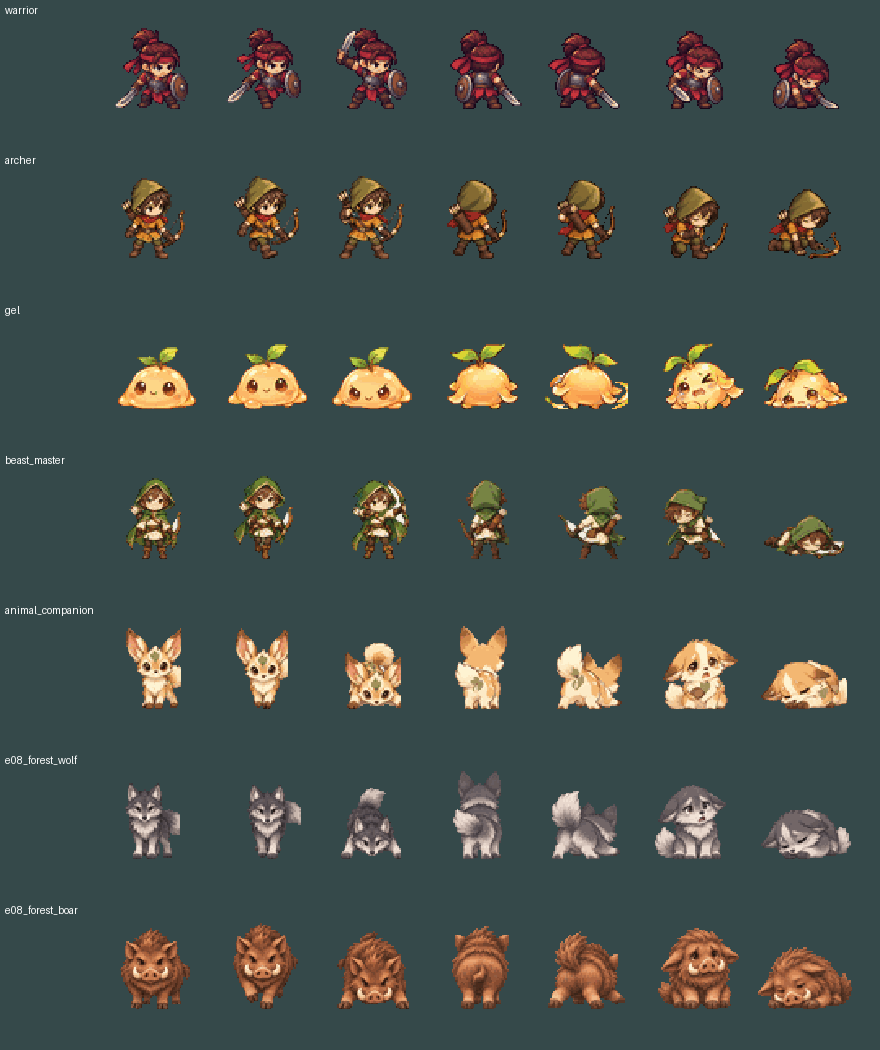 warrior
archer
gel
beast_master
animal_companion
e08_forest_wolf
e08_forest_boar